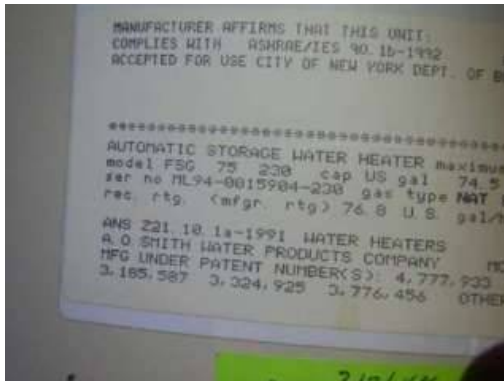 MANUFACTURER AFFIRMS THAT THIS UNIT:
COMPLIES WITH ASHRAE/IES 90.1b-1992
ACCEPTED FOR USE CITY OF NEW YORK DEPT. OF
AUTOMATIC STORAGE WATER HEATER maximum
model FSG 75 230 cap US gal 74.5
ser no ML94-0015904-230 gas type NAT
rec. rtg. (mfgr. rtg) 76.8 U.S. gal/
ANS Z21.10.1a-1991 WATER HEATERS
A.O SMITH WATER PRODUCTS COMPANY
MFG UNDER PATENT NUMBER(S): 4,777,933
3,185,587 3,324,925 3,776,456 OTHER